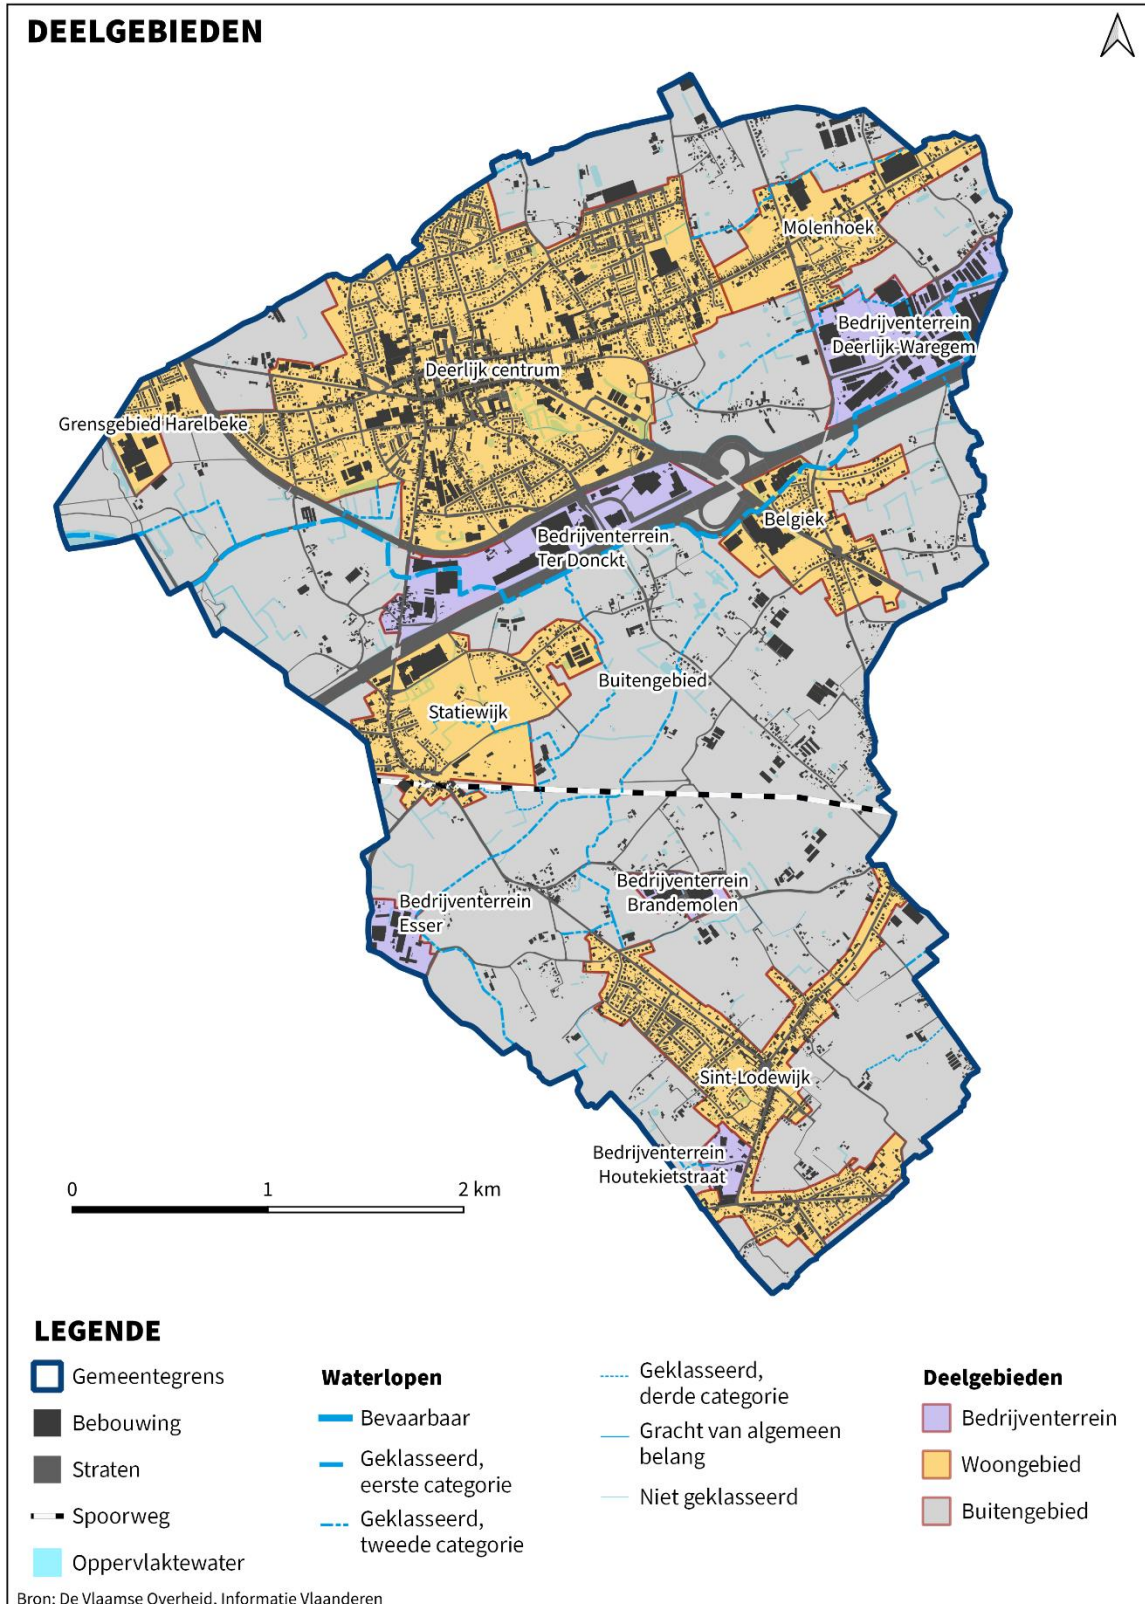 DEELGEBIEDEN
Molenhoek
Bedrijventerrein
Deerlijk-Waregem
Deerlijk centrum
Grensgebied Harelbeke
Belgiek
Bedrijventerrein
Ter Donckt
Buitengebied
Statiewijk
Bedrijventerrein
Brandemolen
Bedrijventerrein
Esser
Sint-Lodewijk
Bedrijventerrein
Houtekietstraat
0 1 2 km
LEGENDE
Gemeentegrens
Bebouwing
Straten
Spoorweg
Oppervlaktewater
Waterlopen
Bevaarbaar
Geklasseerd,
eerste categorie
Geklasseerd,
tweede categorie
Geklasseerd,
derde categorie
Gracht van algemeen
belang
Niet geklasseerd
Deelgebieden
Bedrijventerrein
Woongebied
Buitengebied
Bron: De Vlaamse Overheid, Informatie Vlaanderen